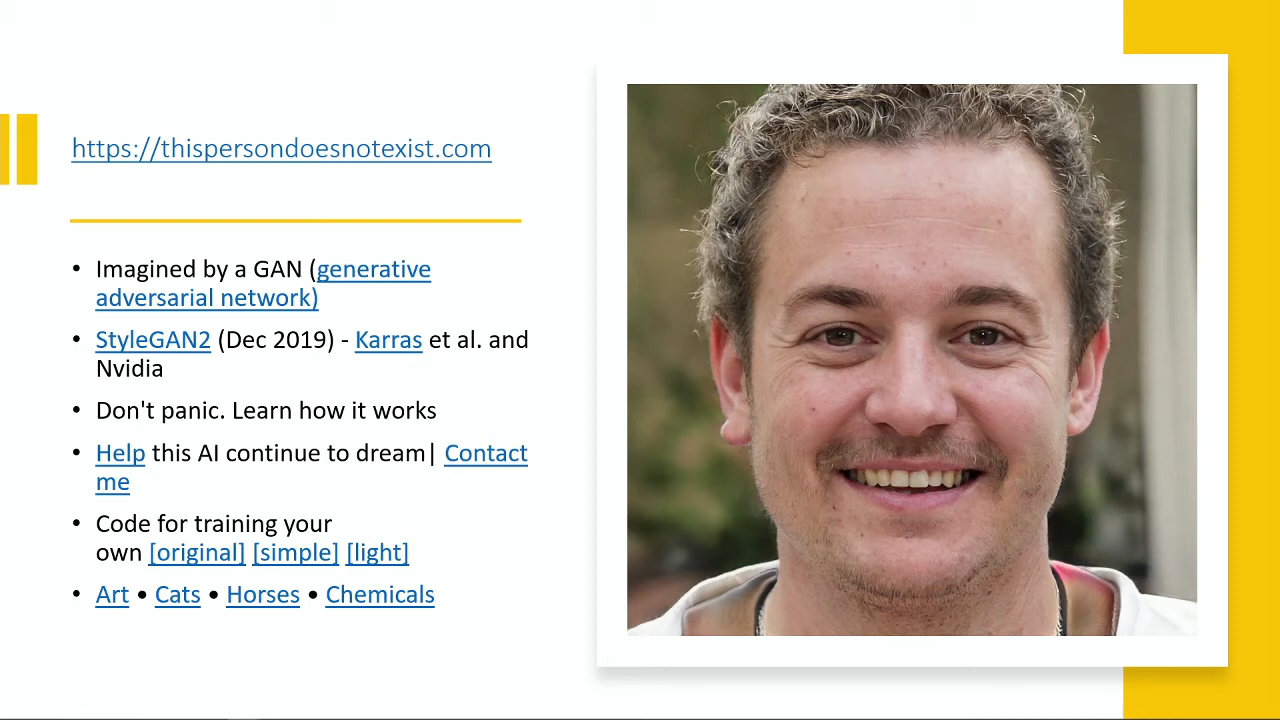 https://thispersondoesnotexist.com
• Imagined by a GAN (generative
adversarial network)
• StyleGAN2 (Dec 2019) - Karras et al. and
Nvidia
• Don't panic. Learn how it works
• Help this AI continue to dream| Contact
me
• Code for training your
own [original] [simple] [light]
• Art • Cats • Horses • Chemicals